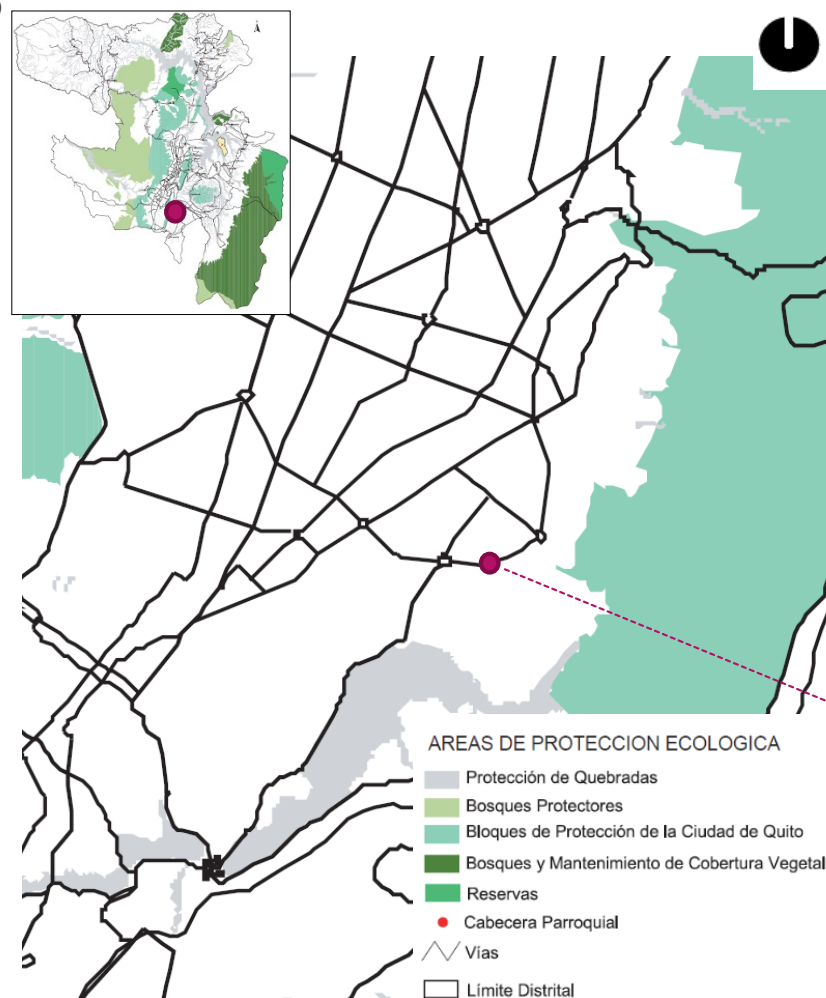 AREAS DE PROTECCION ECOLOGICA
Protección de Quebradas
Bosques Protectores
Bloques de Protección de la Ciudad de Quito
Bosques y Mantenimiento de Cobertura Vegetal
Reservas
Cabecera Parroquial
Vías
Límite Distrital